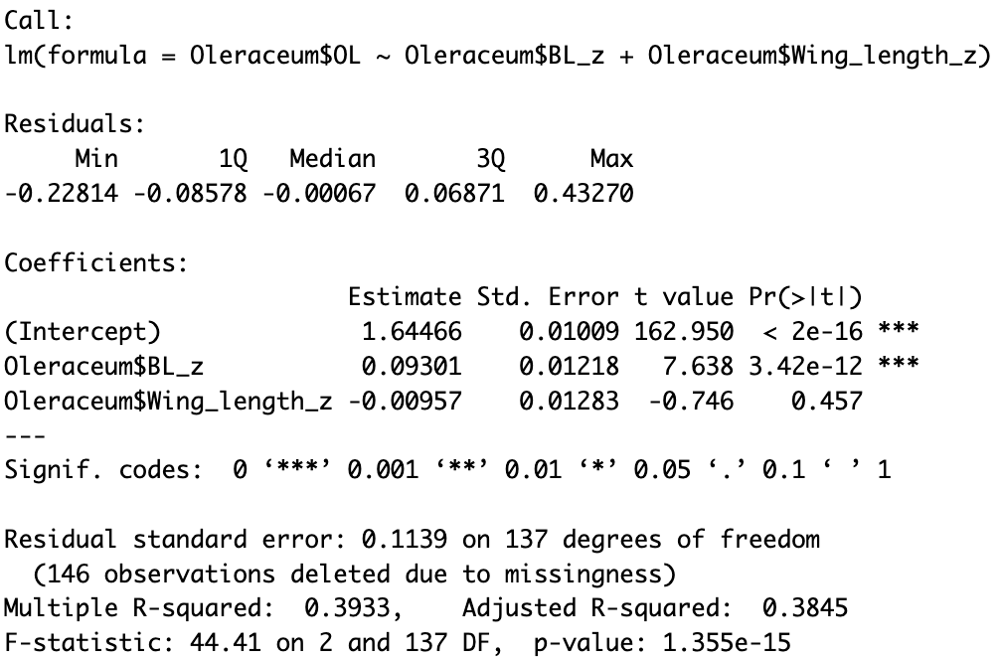 Call:
lm(formula = Oleraceum$OL ~ Oleraceum$BL_z + Oleraceum$Wing_length_z)
Residuals:
Min 1Q Median 3Q Max
-0.22814 -0.08578 -0.00067 0.06871 0.43270
Coefficients:
Estimate Std. Error t value Pr(>|t|)
(Intercept) 1.64466 0.01009 162.950 < 2e-16 ***
Oleraceum$BL_z 0.09301 0.01218 7.638 3.42e-12 ***
Oleraceum$Wing_length_z -0.00957 0.01283 -0.746 0.457
---
Signif. codes: 0 ‘***’ 0.001 ‘**’ 0.01 ‘*’ 0.05 ‘.’ 0.1 ‘ ’ 1
Residual standard error: 0.1139 on 137 degrees of freedom
(146 observations deleted due to missingness)
Multiple R-squared: 0.3933, Adjusted R-squared: 0.3845
F-statistic: 44.41 on 2 and 137 DF, p-value: 1.355e-15